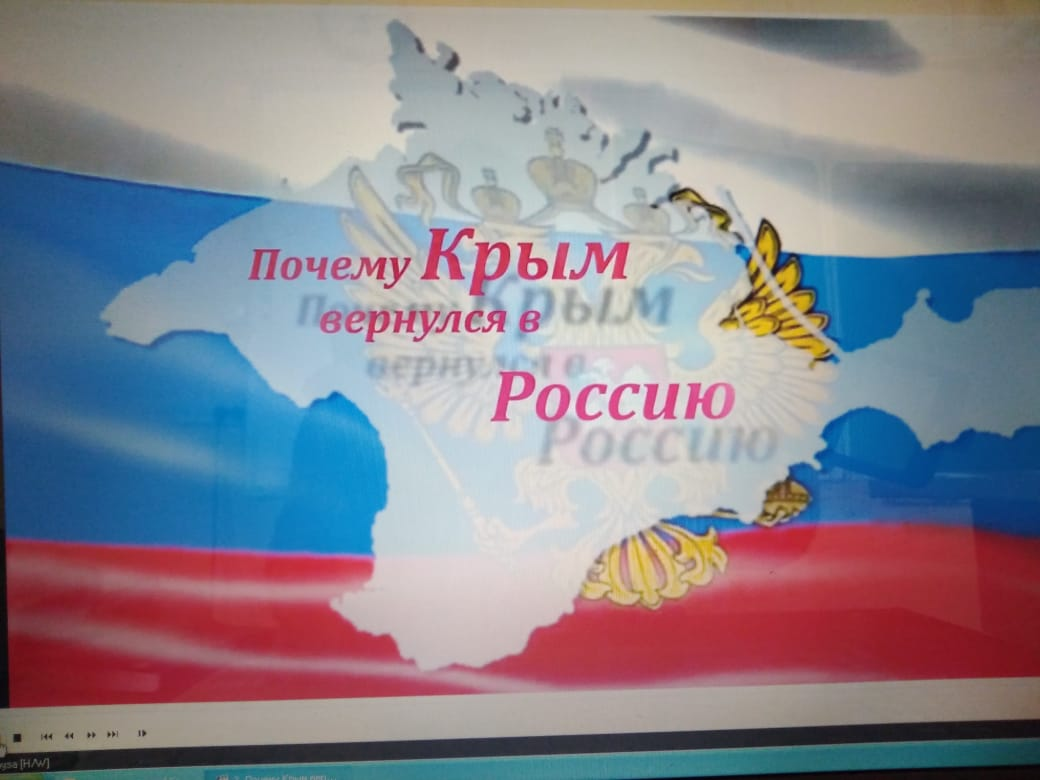 Почему Крым
вернулся в
Россию